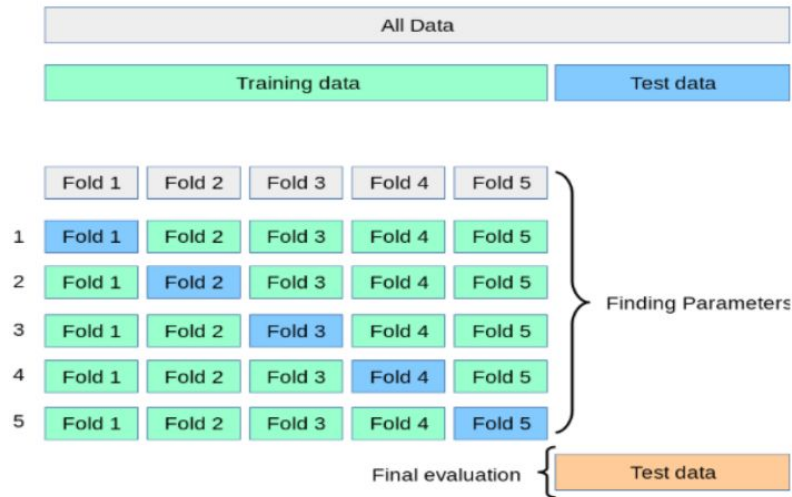 All Data
Training data Test data
Fold 1 Fold 2 Fold 3 Fold 4 Fold 5
1 Fold 1 Fold 2 Fold 3 Fold 4 Fold 5
2 Fold 1 Fold 2 Fold 3 Fold 4 Fold 5
Finding Parameters
3 Fold 1 Fold 2 Fold 3 Fold 4 Fold 5
4 Fold 1 Fold 2 Fold 3 Fold 4 Fold 5
5 Fold 1 Fold 2 Fold 3 Fold 4 Fold 5
Final evaluation Test data